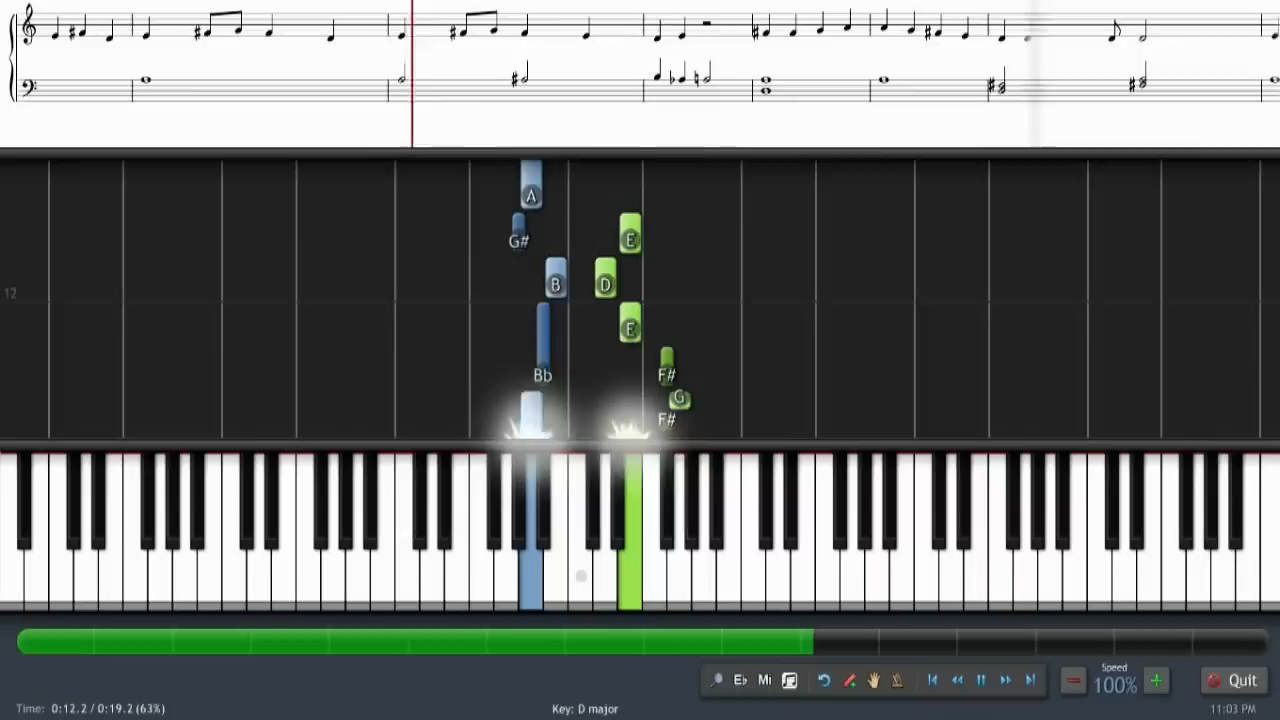 A
G#
E
B
D
12
E
Bb
F#
G
F#
Speed
Eb Mi
100%
Quit
Time: 0:12.2 / 0:19.2 (63%)
Key: D major
11:03 PM